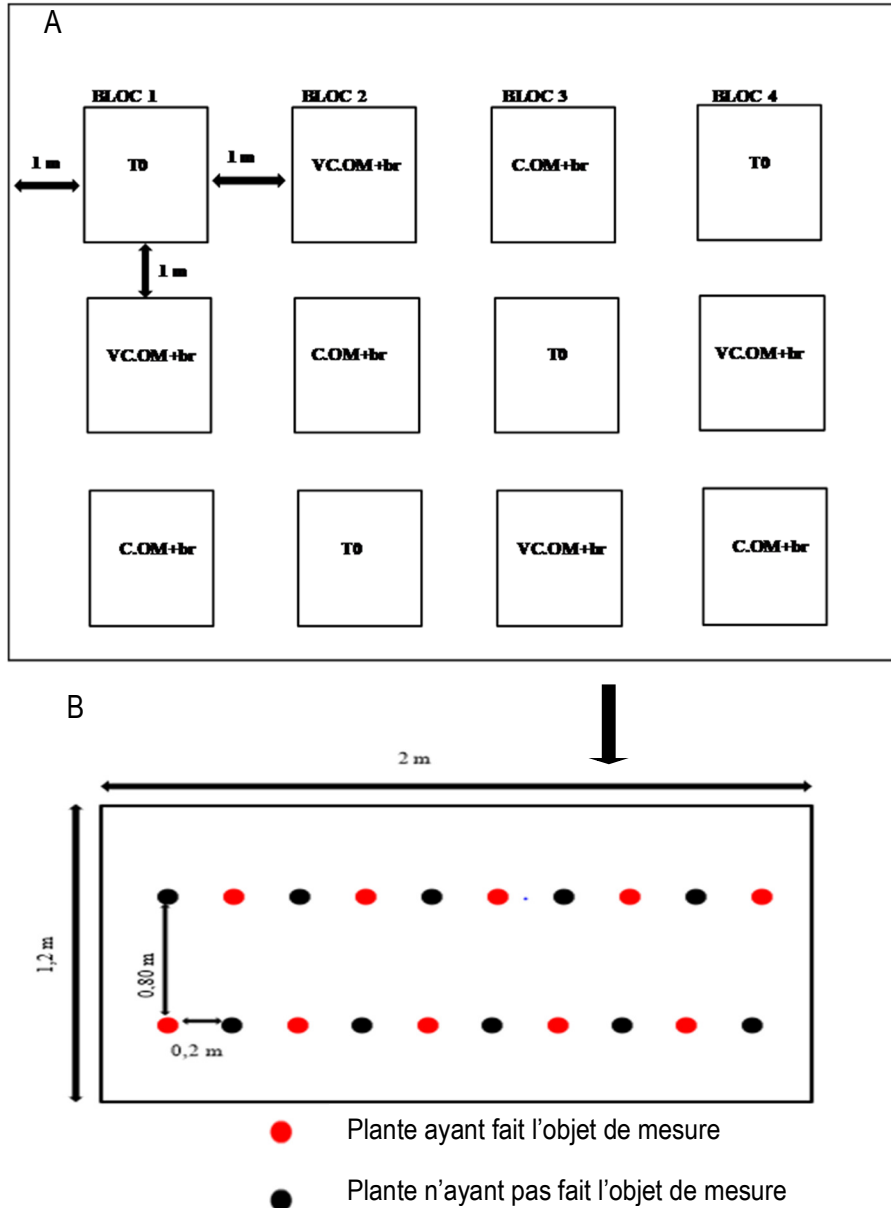 A
BLOC 1 BLOC 2 BLOC 3 BLOC 4
1 m T0 1 m VC.OM+br C.OM+br T0
1 m
VC.OM+br C.OM+br T0 VC.OM+br
C.OM+br T0 VC.OM+br C.OM+br
B
2 m
1,2 m
0,80 m
0,2 m
Plante ayant fait l’objet de mesure
Plante n’ayant pas fait l’objet de mesure